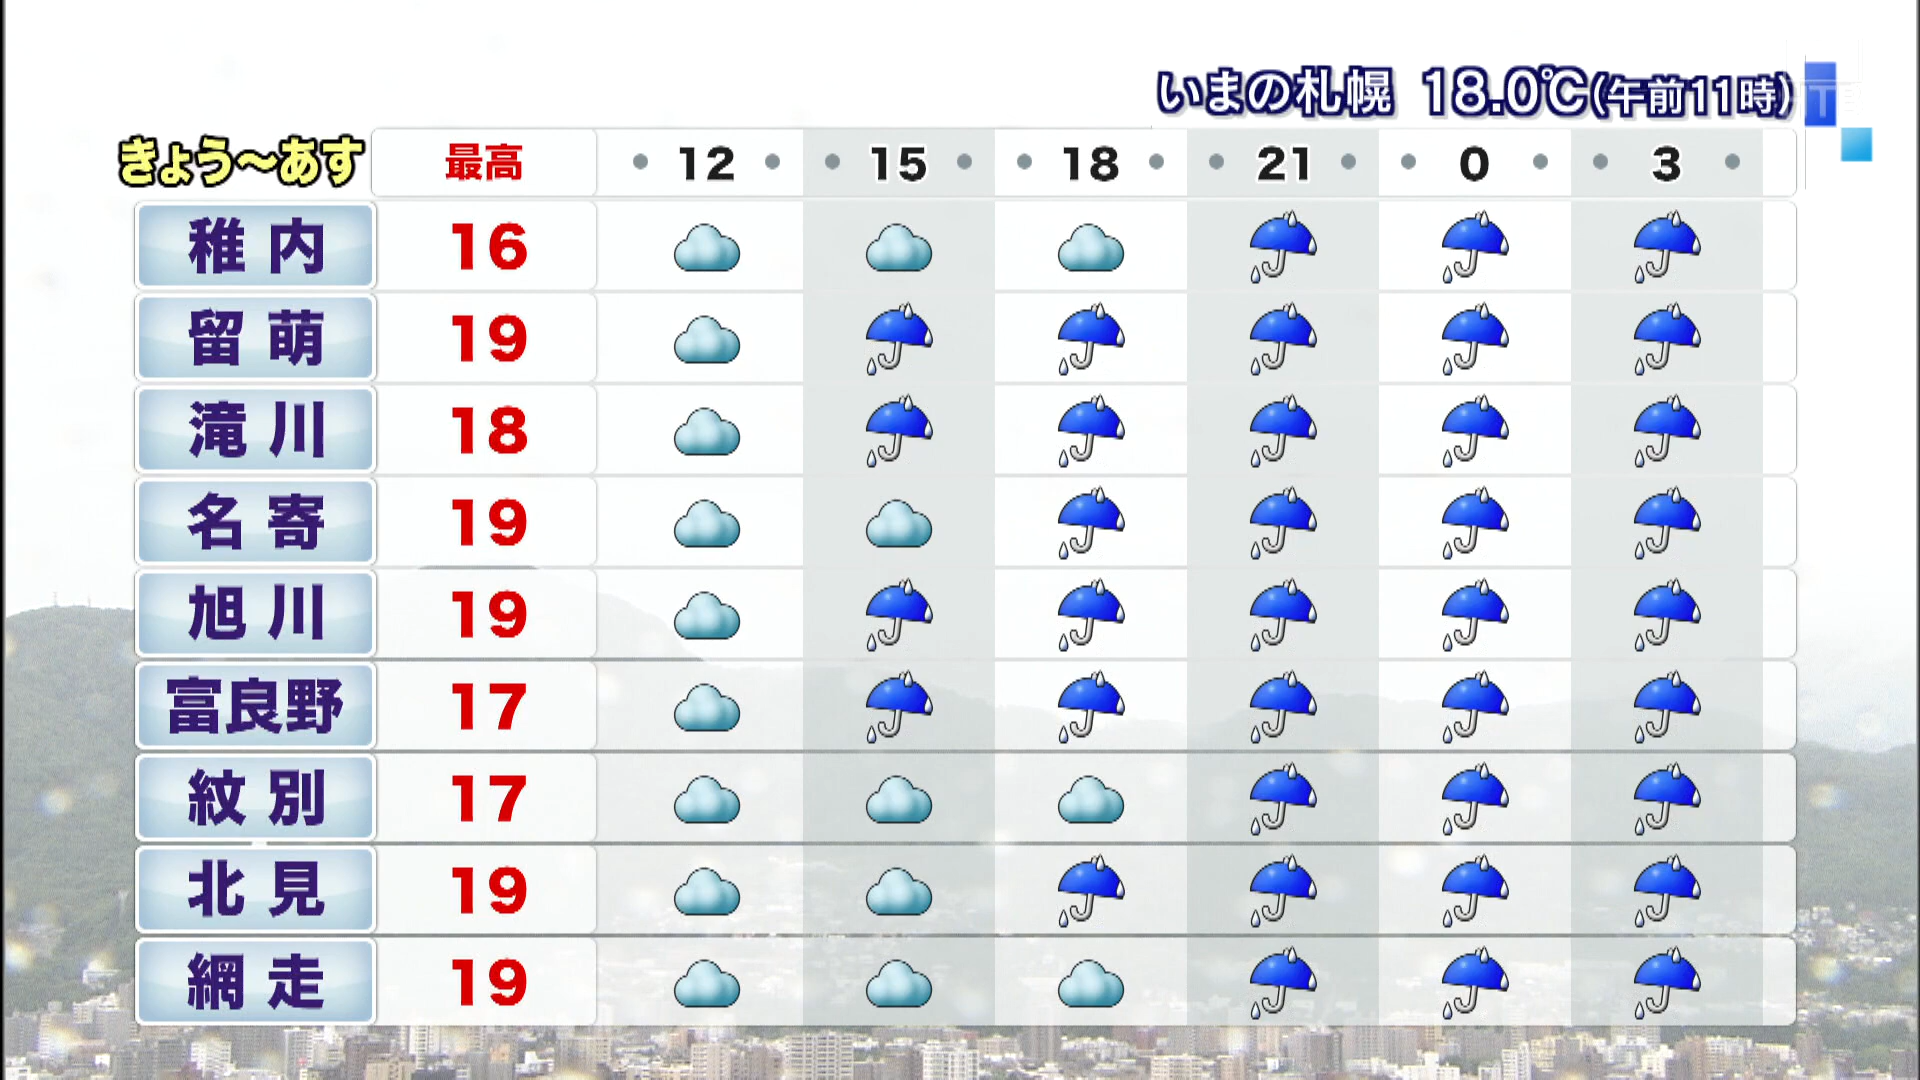 いまの札幌 18.0℃(午前11時)
きょう～あす 最高 ・ 12 ・ ・ 15 ・ ・ 18 ・ ・ 21 ・ ・ 0 ・ ・ 3 ・
稚内 16
留萌 19
滝川 18
名寄 19
旭川 19
富良野 17
紋別 17
北見 19
網走 19